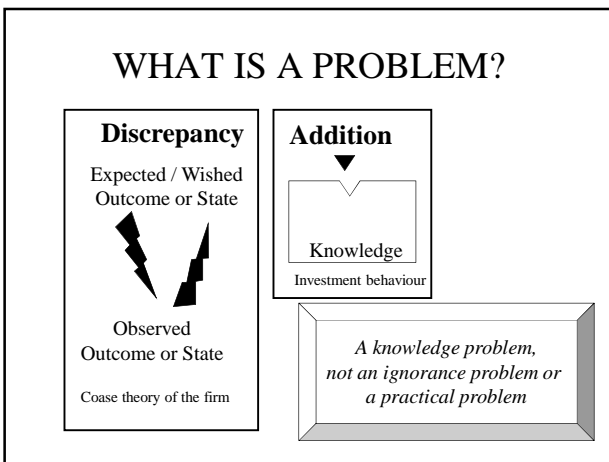 WHAT IS A PROBLEM?
Discrepancy
Expected / Wished
Outcome or State
Observed
Outcome or State
Coase theory of the firm
Addition
Knowledge
Investment behaviour
A knowledge problem,
not an ignorance problem or
a practical problem